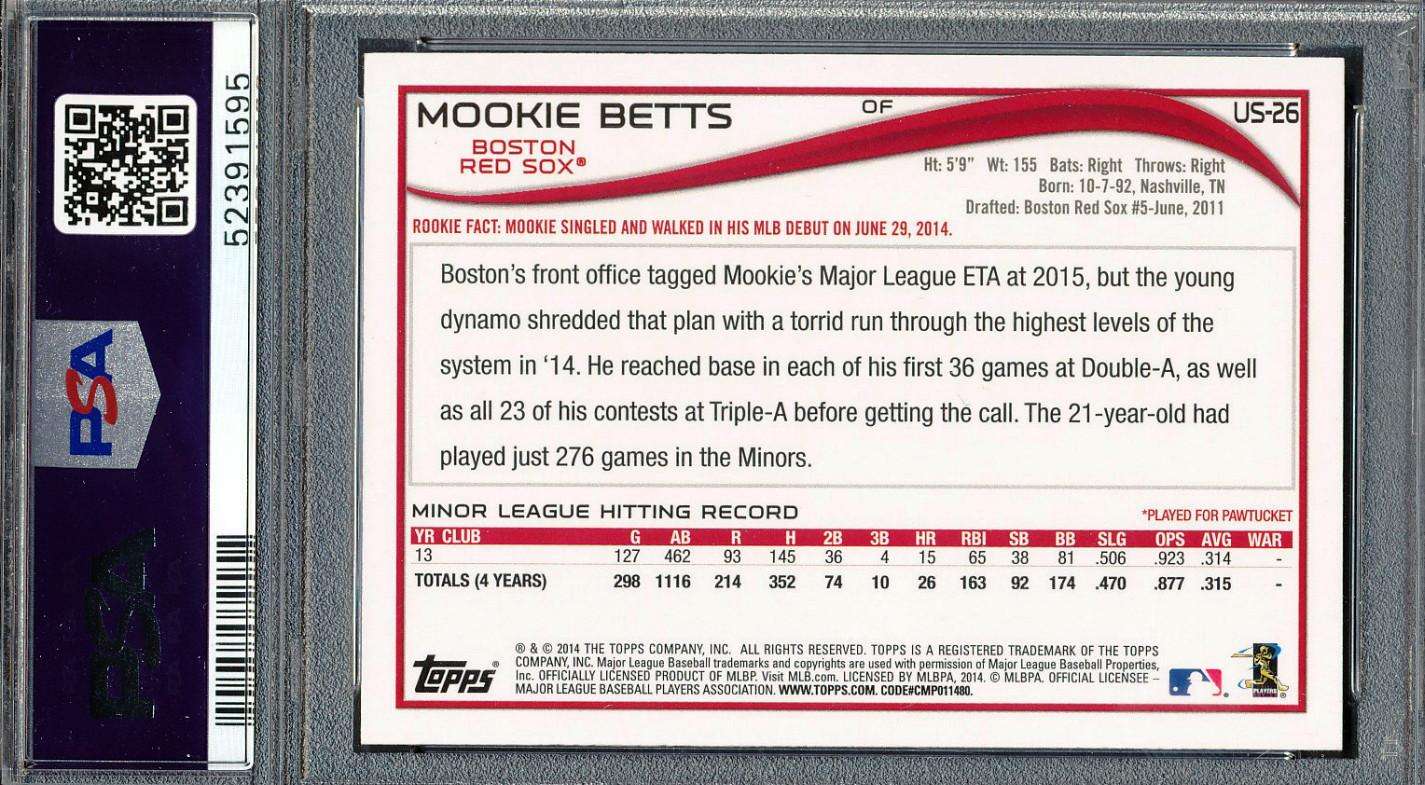 52391595
PSA
PSA
MOOKIE BETTS
OF
US-26
BOSTON
RED SOX®
Ht: 5'9" Wt: 155 Bats: Right Throws: Right
Born: 10-7-92, Nashville, TN
Drafted: Boston Red Sox #5-June, 2011
ROOKIE FACT: MOOKIE SINGLED AND WALKED IN HIS MLB DEBUT ON JUNE 29, 2014.
Boston's front office tagged Mookie's Major League ETA at 2015, but the young
dynamo shredded that plan with a torrid run through the highest levels of the
system in ‘14. He reached base in each of his first 36 games at Double-A, as well
as all 23 of his contests at Triple-A before getting the call. The 21-year-old had
played just 276 games in the Minors.
MINOR LEAGUE HITTING RECORD
*PLAYED FOR PAWTUCKET
YR CLUB G AB R H 2B 3B HR RBI SB BB SLG OPS AVG WAR
13 127 462 93 145 36 4 15 65 38 81 .506 .923 .314 -
TOTALS (4 YEARS) 298 1116 214 352 74 10 26 163 92 174 .470 .877 .315 -
Topps®
® & © 2014 THE TOPPS COMPANY, INC. ALL RIGHTS RESERVED. TOPPS IS A REGISTERED TRADEMARK OF THE TOPPS
COMPANY, INC. Major League Baseball trademarks and copyrights are used with permission of Major League Baseball Properties,
Inc. OFFICIALLY LICENSED PRODUCT OF MLBP. Visit MLB.com. LICENSED BY MLBPA, 2014. © MLBPA. OFFICIAL LICENSEE –
MAJOR LEAGUE BASEBALL PLAYERS ASSOCIATION. WWW.TOPPS.COM. CODE#CMP011480.
PLAYERS